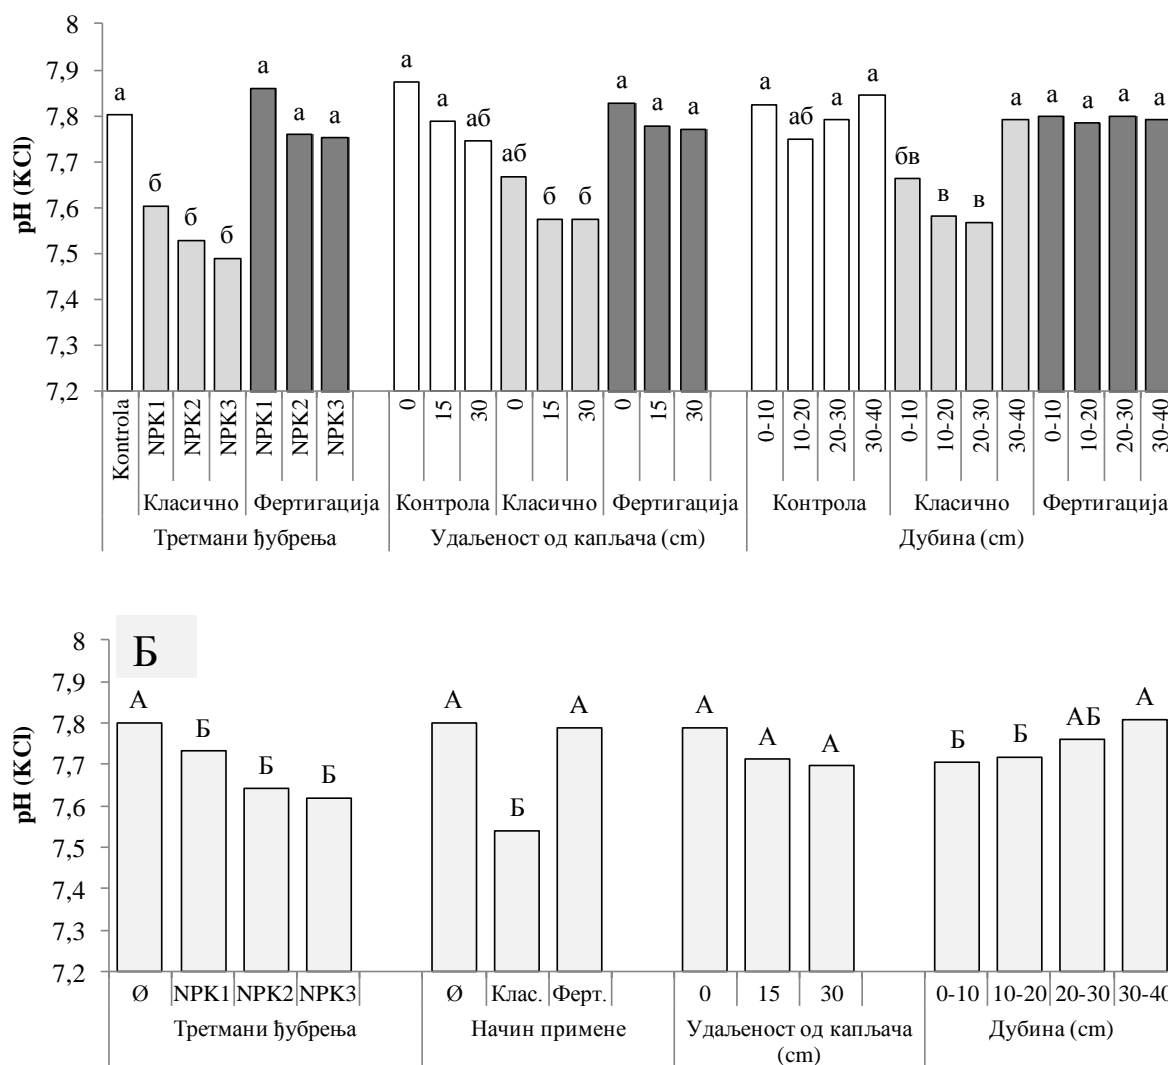 8
7,9
7,8
7,7
7,6
7,5
7,4
7,3
7,2
pH (KCl)
а б б б а а а
а а аб аб б б а а а
а аб а а бв в в а а а а а
Kontrola NPK1 NPK2 NPK3 NPK1 NPK2 NPK3
0 15 30 0 15 30 0 15 30
0-10 10-20 20-30 30-40 0-10 10-20 20-30 30-40 0-10 10-20 20-30 30-40
Класично Фертигација Контрола Класично Фертигација Контрола Класично Фертигација
Третмани ђубрења Удаљеност од капљача (cm) Дубина (cm)
Б
8
7,9
7,8
7,7
7,6
7,5
7,4
7,3
7,2
pH (KCl)
А Б Б Б А Б А А А А Б Б АБ А
Ø NPK1 NPK2 NPK3 Ø Клас. Ферт. 0 15 30 0-10 10-20 20-30 30-40
Третмани ђубрења Начин примене Удаљеност од капљача Дубина (cm)
(cm)